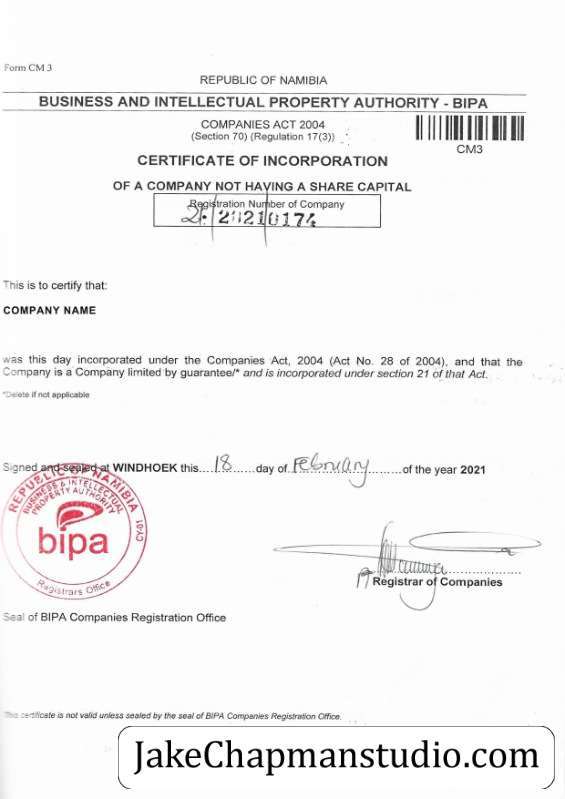 Form CM 3
REPUBLIC OF NAMIBIA
BUSINESS AND INTELLECTUAL PROPERTY AUTHORITY - BIPA
COMPANIES ACT 2004
(Section 70) (Regulation 17(3))
CM3
CERTIFICATE OF INCORPORATION
OF A COMPANY NOT HAVING A SHARE CAPITAL
Registration Number of Company
21/2021/0174
This is to certify that:
COMPANY NAME
was this day incorporated under the Companies Act, 2004 (Act No. 28 of 2004), and that the
Company is a Company limited by guarantee/* and is incorporated under section 21 of that Act.
*Delete if not applicable
Signed and sealed at WINDHOEK this....18......day of..February........of the year 2021
REPUBLIC OF NAMIBIA
BUSINESS & INTELLECTUAL
PROPERTY AUTHORITY
bipa
Registrars Office
Registrar of Companies
Seal of BIPA Companies Registration Office
This certificate is not valid unless sealed by the seal of BIPA Companies Registration Office.
JakeChapmanstudio.com